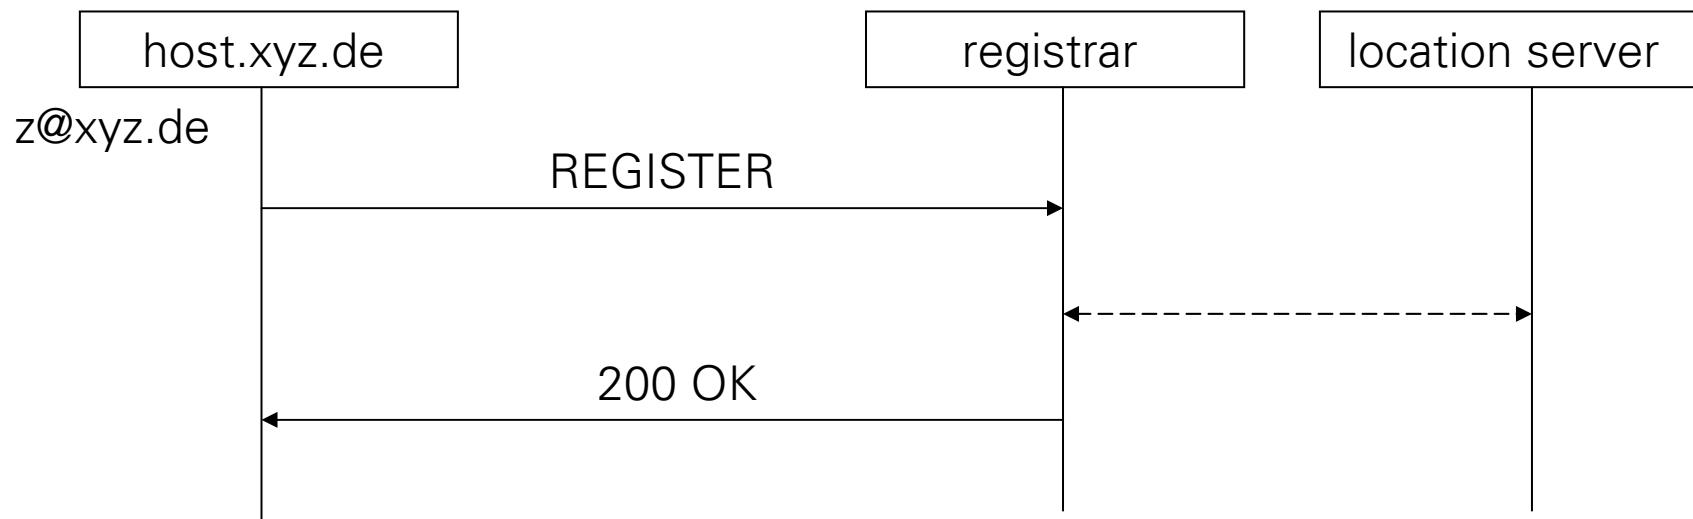 host.xyz.de
registrar
location server
z@xyz.de
REGISTER
200 OK